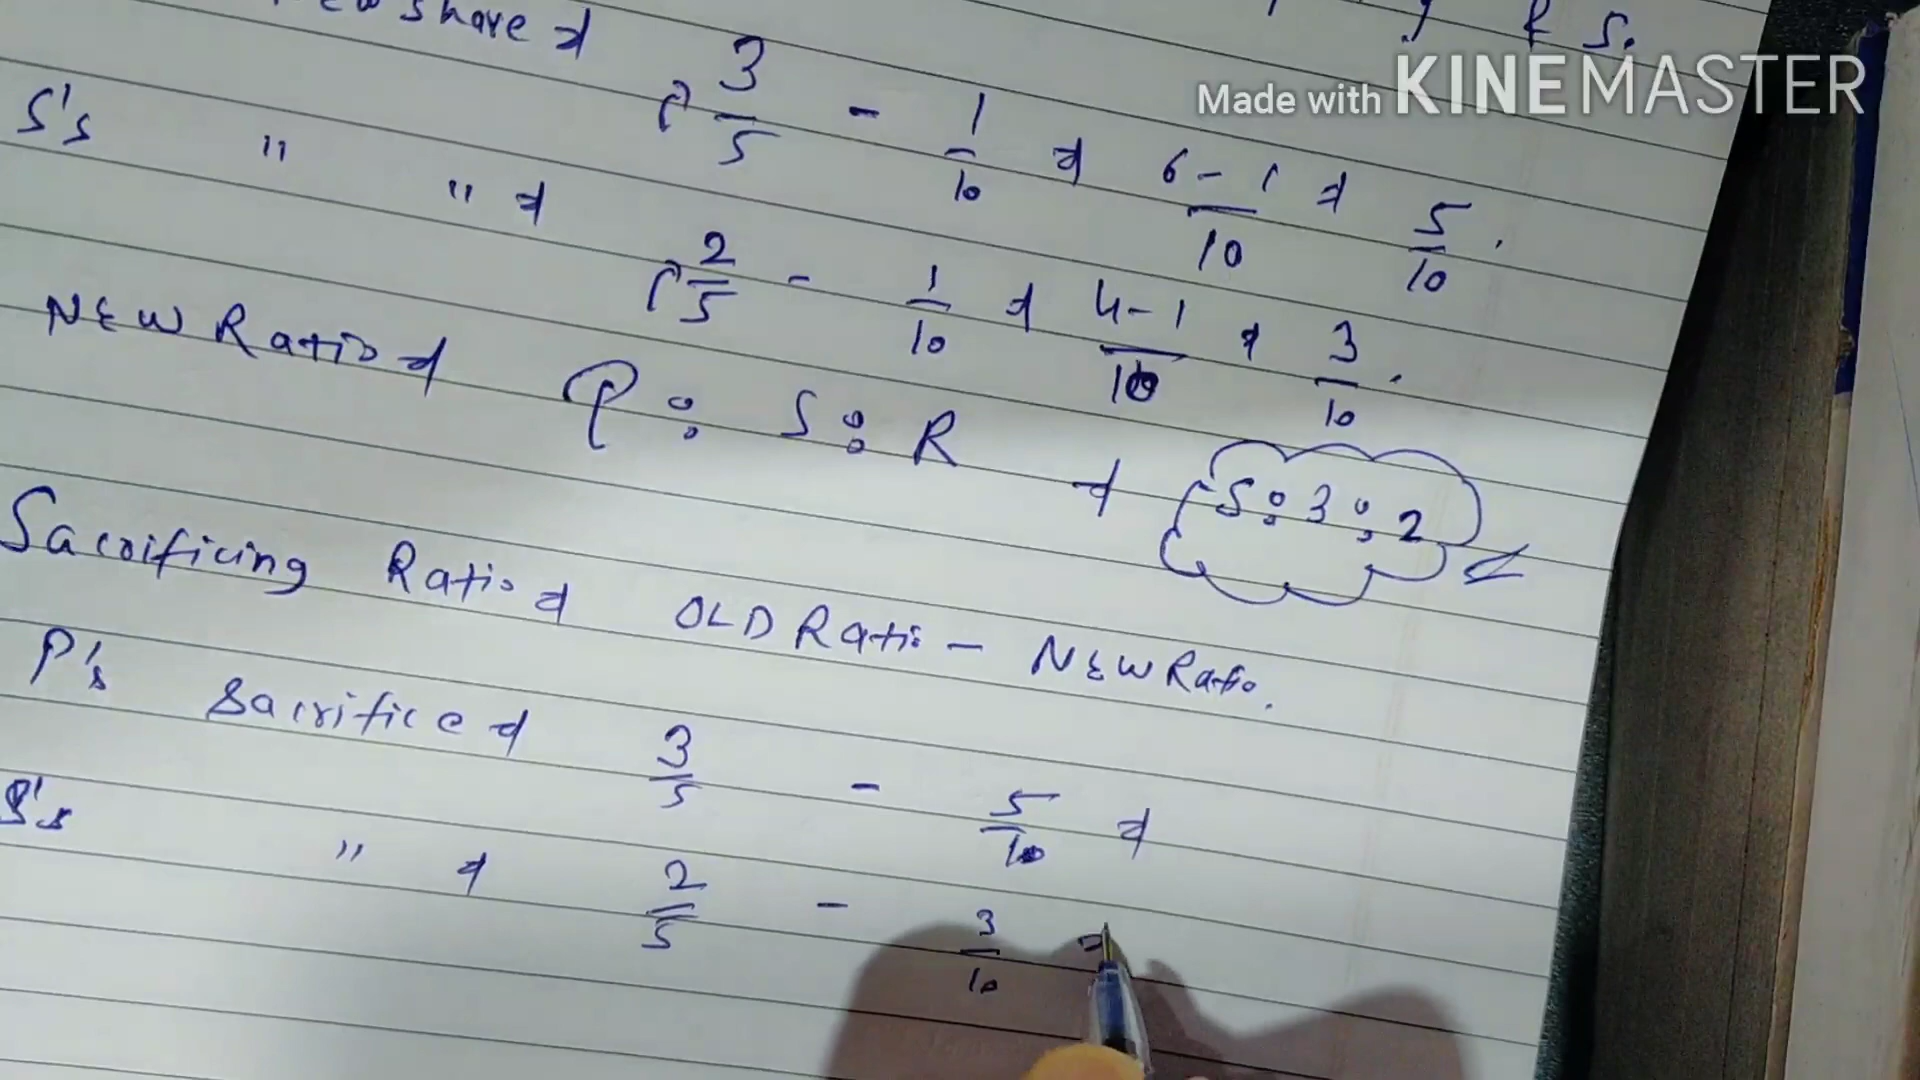 share ⇒ 3/5 - 1/10 ⇒ 6-1/10 ⇒ 5/10.
S's " " ⇒ 2/5 - 1/10 ⇒ 4-1/10 ⇒ 3/10.
NEW Ratio ⇒ P : S : R ⇒ 5:3:2
Sacrificing Ratio ⇒ OLD Ratio - NEW Ratio.
P's Sacrifice ⇒ 3/5 - 5/10 ⇒
S's " ⇒ 2/5 - 3/10 =
Made with KINEMASTER